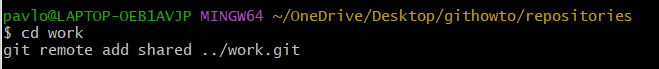 pavlo@LAPTOP-OEB1AVJP MINGW64 ~/OneDrive/Desktop/githowto/repositories
$ cd work
git remote add shared ../work.git